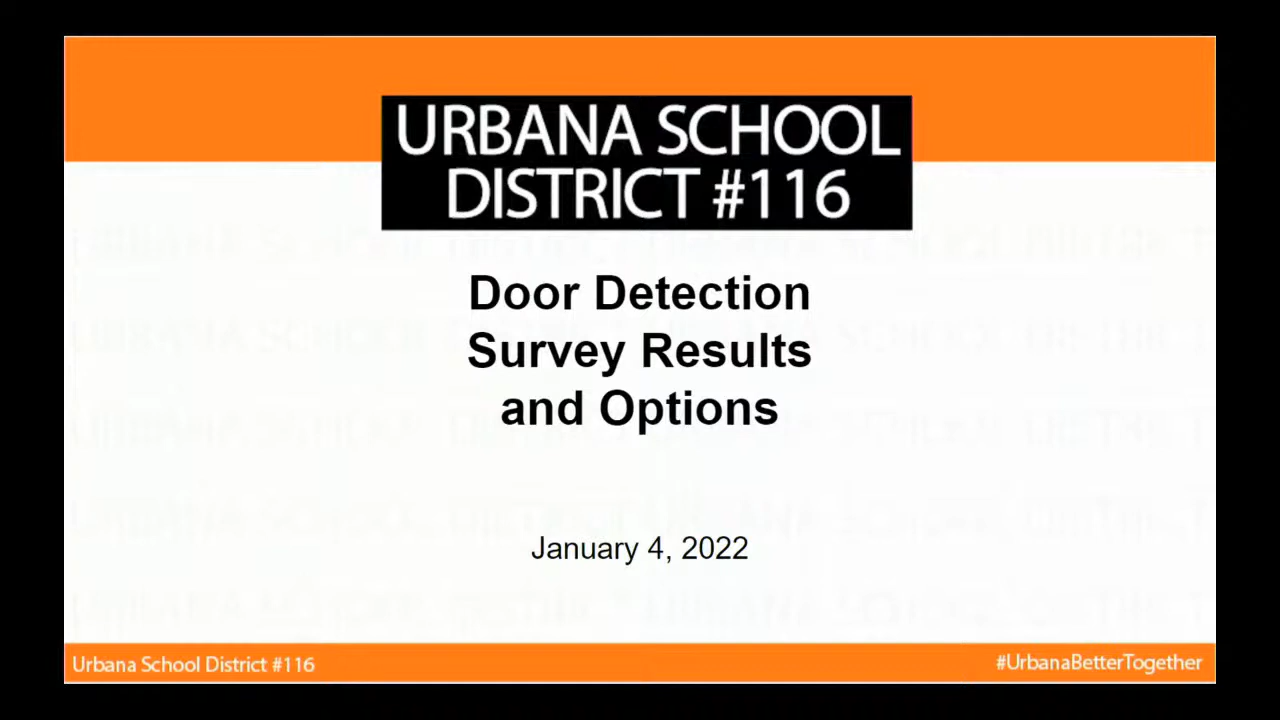 URBANA SCHOOL
DISTRICT #116
Door Detection
Survey Results
and Options
January 4, 2022
Urbana School District #116
#UrbanaBetterTogether